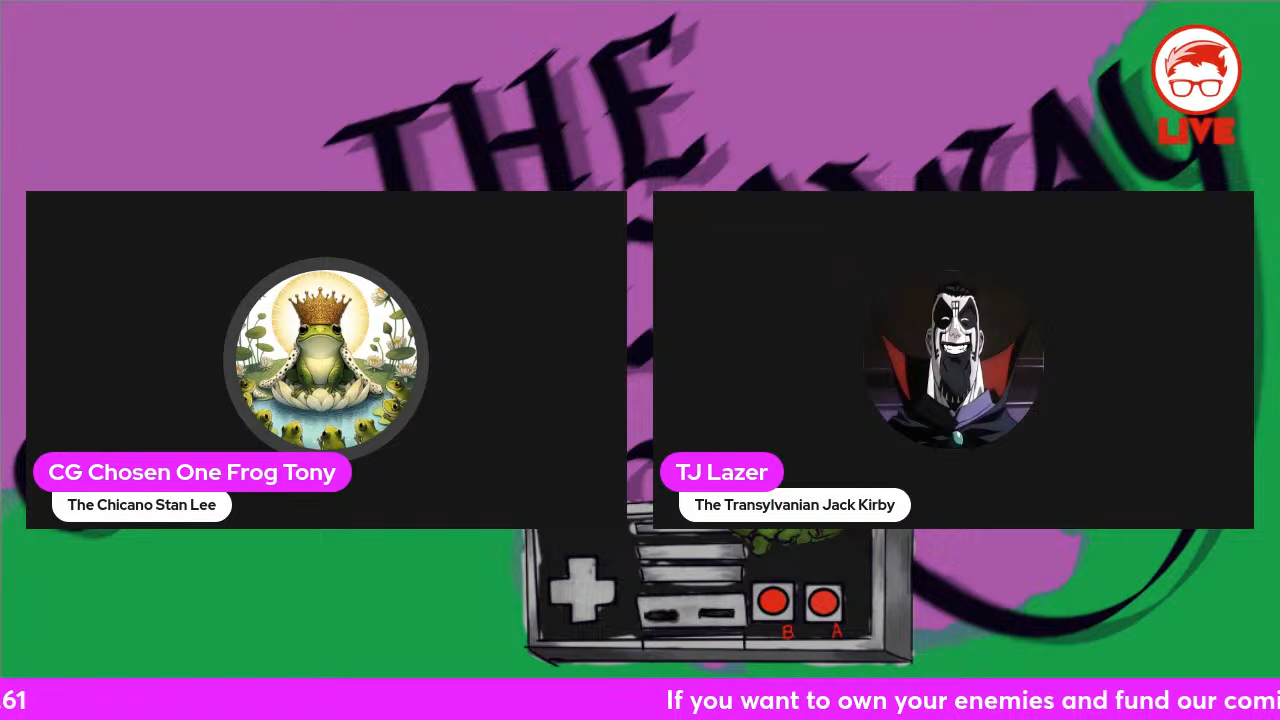 THE
LIVE
CG Chosen One Frog Tony
The Chicano Stan Lee
TJ Lazer
The Transylvanian Jack Kirby
B A
.61
If you want to own your enemies and fund our comi